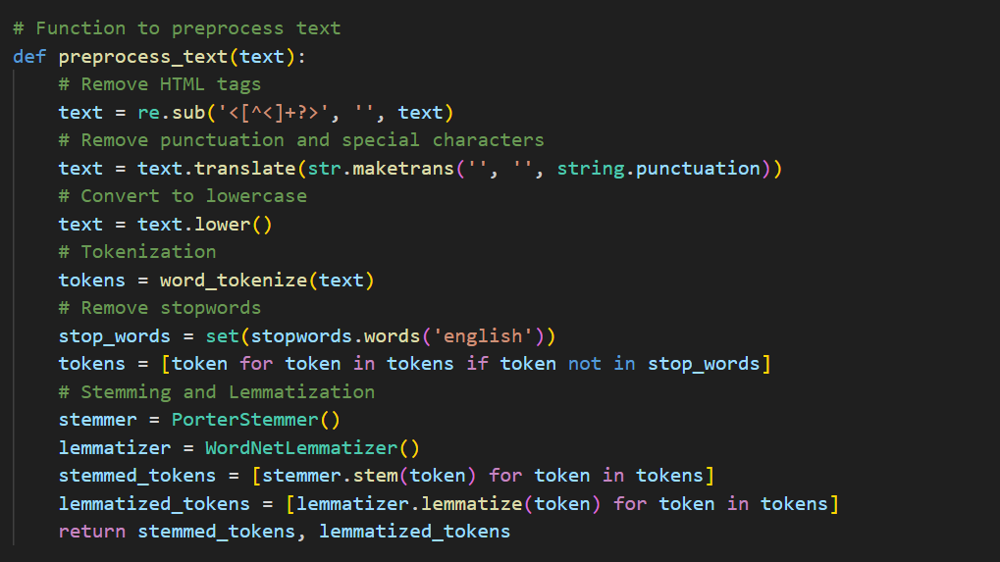 # Function to preprocess text
def preprocess_text(text):
    # Remove HTML tags
    text = re.sub('<[^<]+?>', '', text)
    # Remove punctuation and special characters
    text = text.translate(str.maketrans('', '', string.punctuation))
    # Convert to lowercase
    text = text.lower()
    # Tokenization
    tokens = word_tokenize(text)
    # Remove stopwords
    stop_words = set(stopwords.words('english'))
    tokens = [token for token in tokens if token not in stop_words]
    # Stemming and Lemmatization
    stemmer = PorterStemmer()
    lemmatizer = WordNetLemmatizer()
    stemmed_tokens = [stemmer.stem(token) for token in tokens]
    lemmatized_tokens = [lemmatizer.lemmatize(token) for token in tokens]
    return stemmed_tokens, lemmatized_tokens